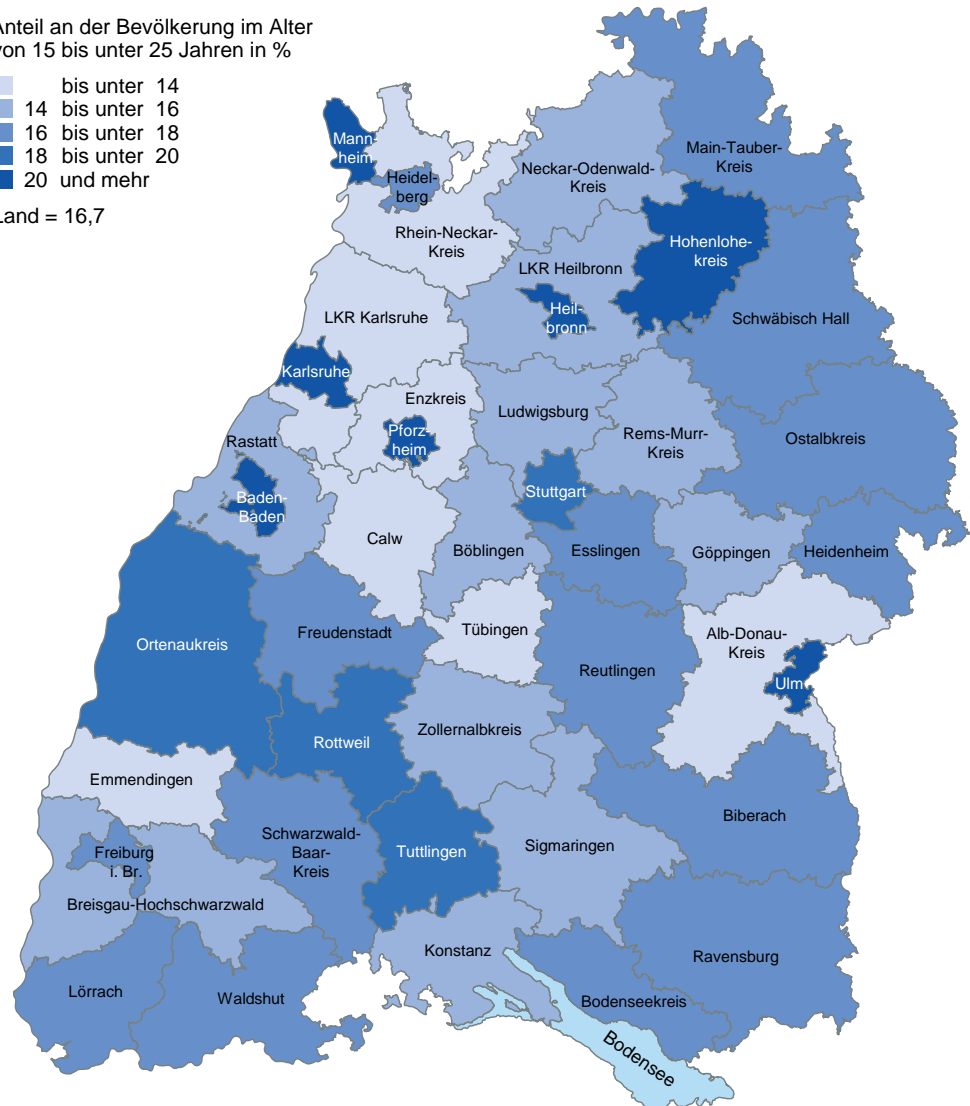 Anteil an der Bevölkerung im Alter
von 15 bis unter 25 Jahren in %
bis unter 14
14 bis unter 16
16 bis unter 18
18 bis unter 20
20 und mehr
Land = 16,7
Mann-
heim
Heidel-
berg
Rhein-Neckar-
Kreis
Neckar-Odenwald-
Kreis
Main-Tauber-
Kreis
Hohenlohe-
kreis
LKR Heilbronn
Heil-
bronn
Schwäbisch Hall
LKR Karlsruhe
Karlsruhe
Enzkreis
Pforz-
heim
Ludwigsburg
Rems-Murr-
Kreis
Ostalbkreis
Rastatt
Baden-
Baden
Stuttgart
Calw
Böblingen
Esslingen
Göppingen
Heidenheim
Ortenaukreis
Freudenstadt
Tübingen
Reutlingen
Alb-Donau-
Kreis
Ulm
Rottweil
Zollernalbkreis
Emmendingen
Biberach
Schwarzwald-
Baar-
Kreis
Tuttlingen
Sigmaringen
Freiburg
i. Br.
Breisgau-Hochschwarzwald
Konstanz
Ravensburg
Lörrach
Waldshut
Bodenseekreis
Bodensee